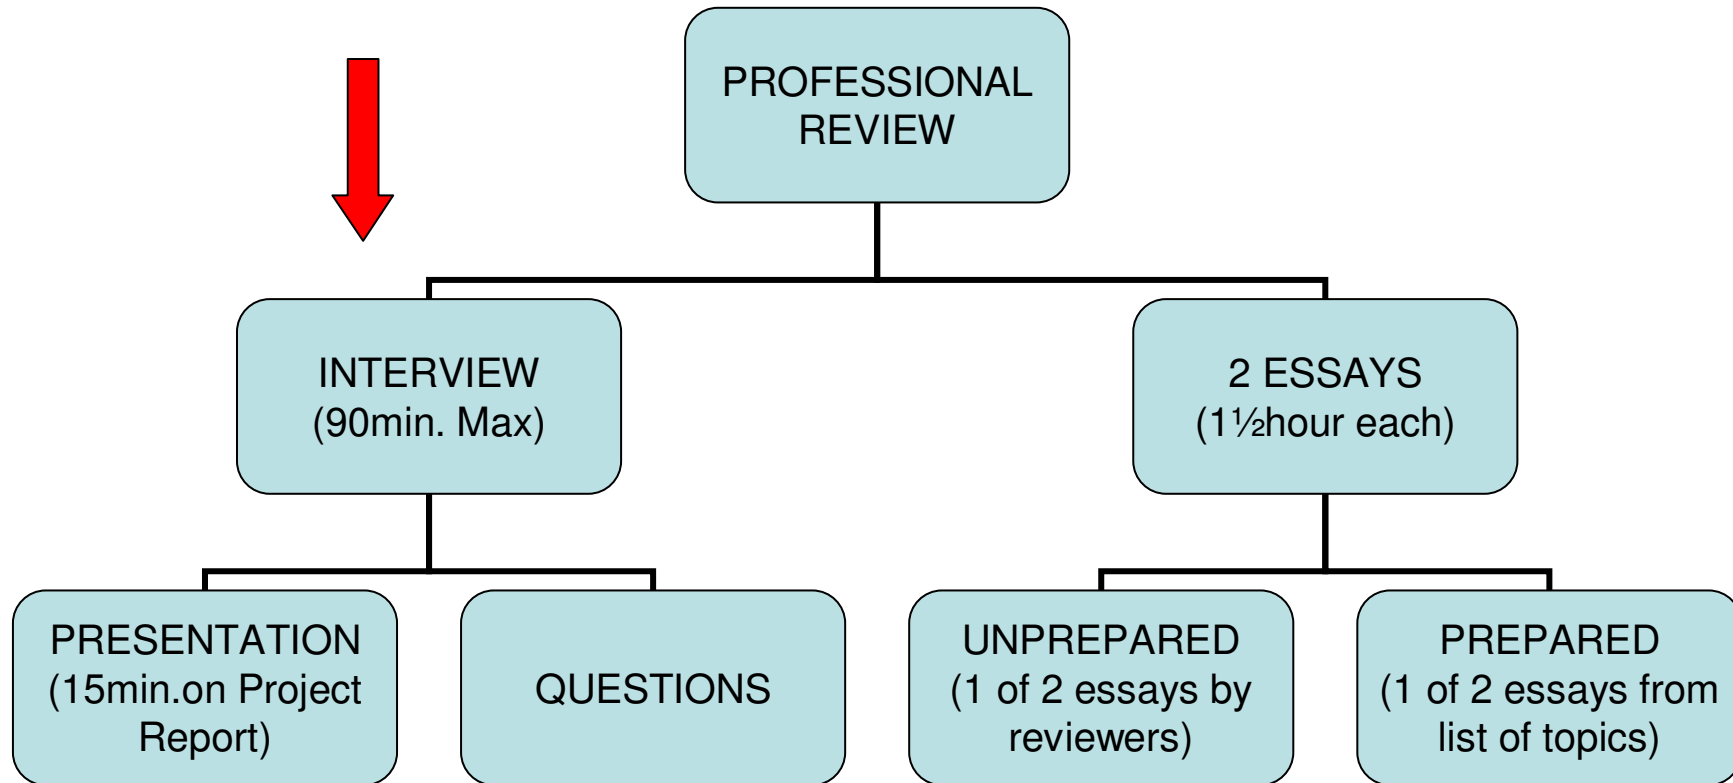 PROFESSIONAL
REVIEW
INTERVIEW
(90min. Max)
2 ESSAYS
(1½hour each)
PRESENTATION
(15min.on Project
Report)
QUESTIONS
UNPREPARED
(1 of 2 essays by
reviewers)
PREPARED
(1 of 2 essays from
list of topics)